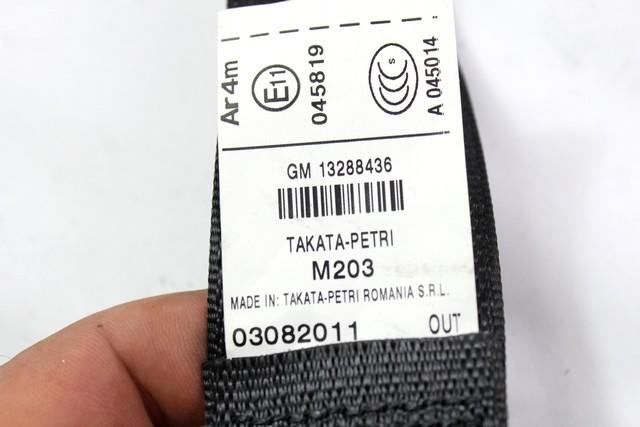 Ar4m
E11
045819
S
A 045014
GM 13288436
TAKATA-PETRI
M203
MADE IN: TAKATA-PETRI ROMANIA S.R.L.
03082011 OUT